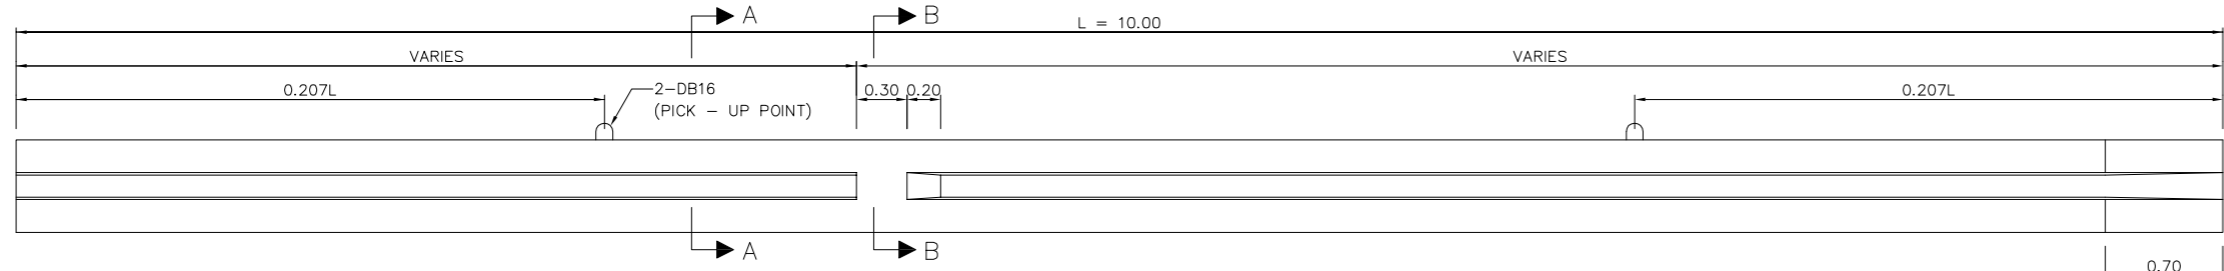 A
B
L = 10.00
VARIES
VARIES
0.207L
2-DB16
(PICK - UP POINT)
0.30
0.20
0.207L
A
B
0.70